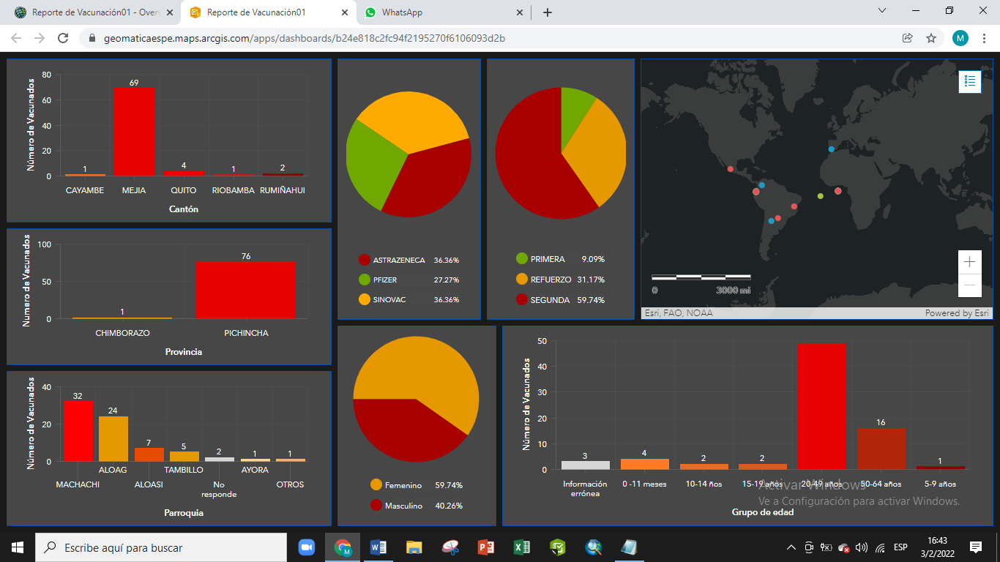 Reporte de Vacunación01 - Over
Reporte de Vacunación01
WhatsApp
geomaticaespe.maps.arcgis.com/apps/dashboards/b24e818c2fc94f2195270f6106093d2b
M
Número de Vacunados
80
60
40
20
0
1
69
4
1
2
CAYAMBE
MEJIA
QUITO
RIOBAMBA
RUMIÑAHUI
Cantón
Número de Vacunados
100
50
0
1
76
CHIMBORAZO
PICHINCHA
Provincia
Número de Vacunados
40
20
0
32
24
7
5
2
1
1
MACHACHI
ALOAG
ALOASI
TAMBILLO
No
responde
AYORA
OTROS
Parroquia
ASTRAZENECA 36.36%
PFIZER 27.27%
SINOVAC 36.36%
PRIMERA 9.09%
REFUERZO 31.17%
SEGUNDA 59.74%
0 3000 mi
Esri, FAO, NOAA Powered by Esri
Femenino 59.74%
Masculino 40.26%
Número de Vacunados
50
40
30
20
10
0
3
4
2
2
16
1
Información
errónea
0 -11 meses
10-14 ños
15-19 años
20-49 años
50-64 años
5-9 años
Grupo de edad
Activar Windows
Ve a Configuración para activar Windows.
Escribe aquí para buscar
ESP
16:43
3/2/2022